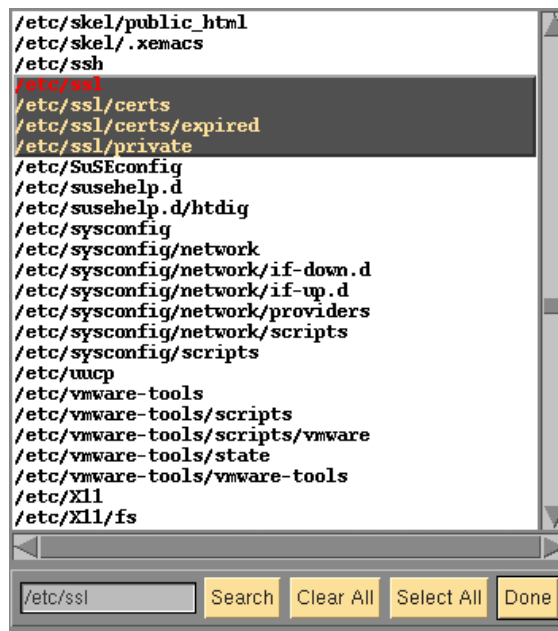 /etc/skel/public_html
/etc/skel/.xemacs
/etc/ssh
/etc/ssl
/etc/ssl/certs
/etc/ssl/certs/expired
/etc/ssl/private
/etc/SuSEconfig
/etc/susehelp.d
/etc/susehelp.d/htdig
/etc/sysconfig
/etc/sysconfig/network
/etc/sysconfig/network/if-down.d
/etc/sysconfig/network/if-up.d
/etc/sysconfig/network/providers
/etc/sysconfig/network/scripts
/etc/sysconfig/scripts
/etc/uucp
/etc/vmware-tools
/etc/vmware-tools/scripts
/etc/vmware-tools/scripts/vmware
/etc/vmware-tools/state
/etc/vmware-tools/vmware-tools
/etc/X11
/etc/X11/fs
/etc/ssl Search Clear All Select All Done